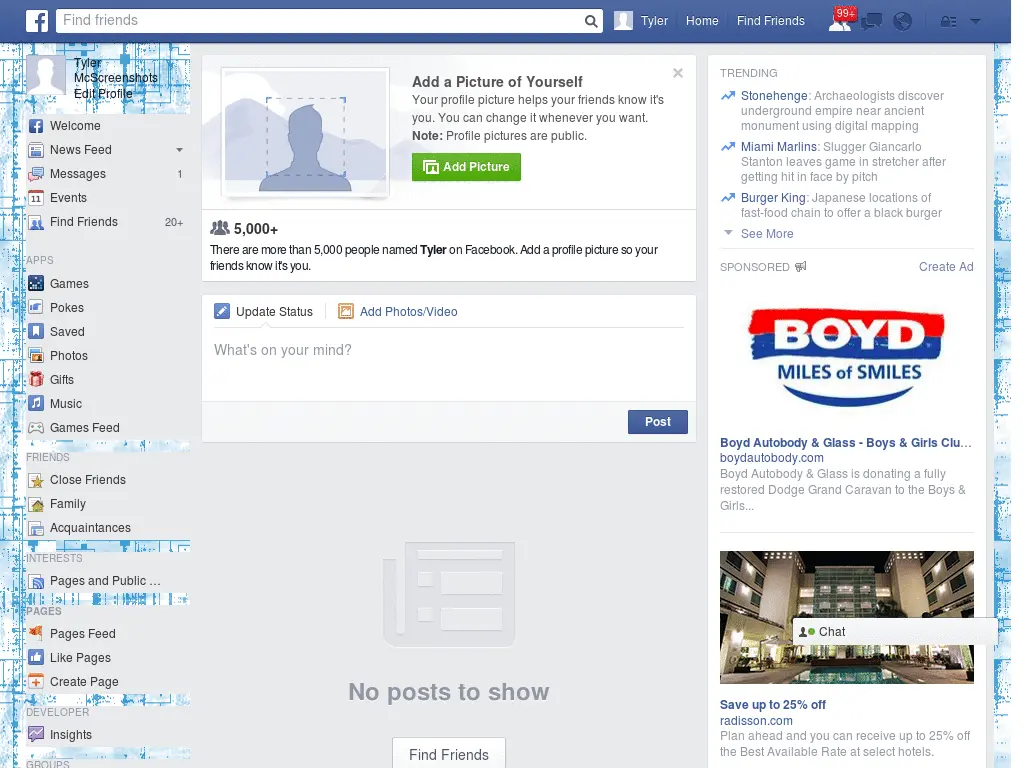 Find friends
Tyler
Home
Find Friends
99+
Tyler
McScreenshots
Edit Profile
Welcome
News Feed
Messages
1
11
Events
Find Friends
20+
APPS
Games
Pokes
Saved
Photos
Gifts
Music
Games Feed
FRIENDS
Close Friends
Family
Acquaintances
INTERESTS
Pages and Public ...
PAGES
Pages Feed
Like Pages
Create Page
DEVELOPER
Insights
GROUPS
Add a Picture of Yourself
Your profile picture helps your friends know it's
you. You can change it whenever you want.
Note: Profile pictures are public.
Add Picture
5,000+
There are more than 5,000 people named Tyler on Facebook. Add a profile picture so your
friends know it's you.
Update Status
Add Photos/Video
What's on your mind?
Post
No posts to show
Find Friends
TRENDING
Stonehenge: Archaeologists discover
underground empire near ancient
monument using digital mapping
Miami Marlins: Slugger Giancarlo
Stanton leaves game in stretcher after
getting hit in face by pitch
Burger King: Japanese locations of
fast-food chain to offer a black burger
See More
SPONSORED
Create Ad
BOYD
MILES of SMILES
Boyd Autobody & Glass - Boys & Girls Clu...
boydautobody.com
Boyd Autobody & Glass is donating a fully
restored Dodge Grand Caravan to the Boys &
Girls...
Chat
Save up to 25% off
radisson.com
Plan ahead and you can receive up to 25% off
the Best Available Rate at select hotels.